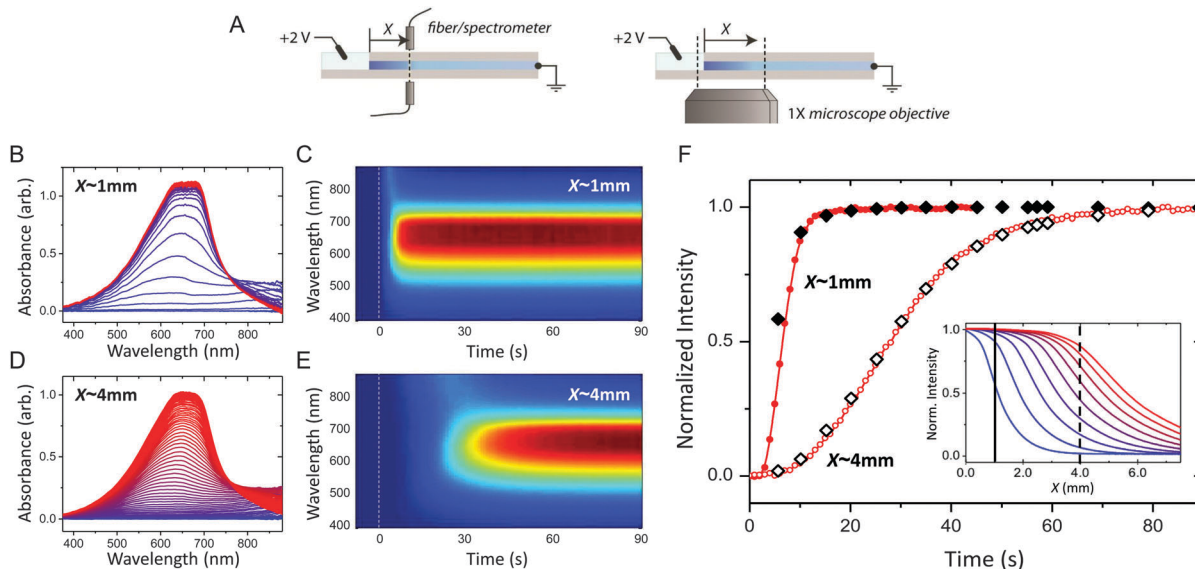 A
+2 V
X
fiber/spectrometer
+2 V
X
1X microscope objective
B
X~1mm
Absorbance (arb.)
1.0
0.5
0.0
400 500 600 700 800
Wavelength (nm)
C
X~1mm
Wavelength (nm)
800
700
600
500
400
0 30 60 90
Time (s)
D
X~4mm
Absorbance (arb.)
1.0
0.5
0.0
400 500 600 700 800
Wavelength (nm)
E
X~4mm
Wavelength (nm)
800
700
600
500
400
0 30 60 90
Time (s)
F
Normalized Intensity
1.0
0.5
0.0
X~1mm
X~4mm
0 20 40 60 80
Time (s)
Norm. Intensity
1.0
0.5
0.0
0.0 2.0 4.0 6.0
X (mm)